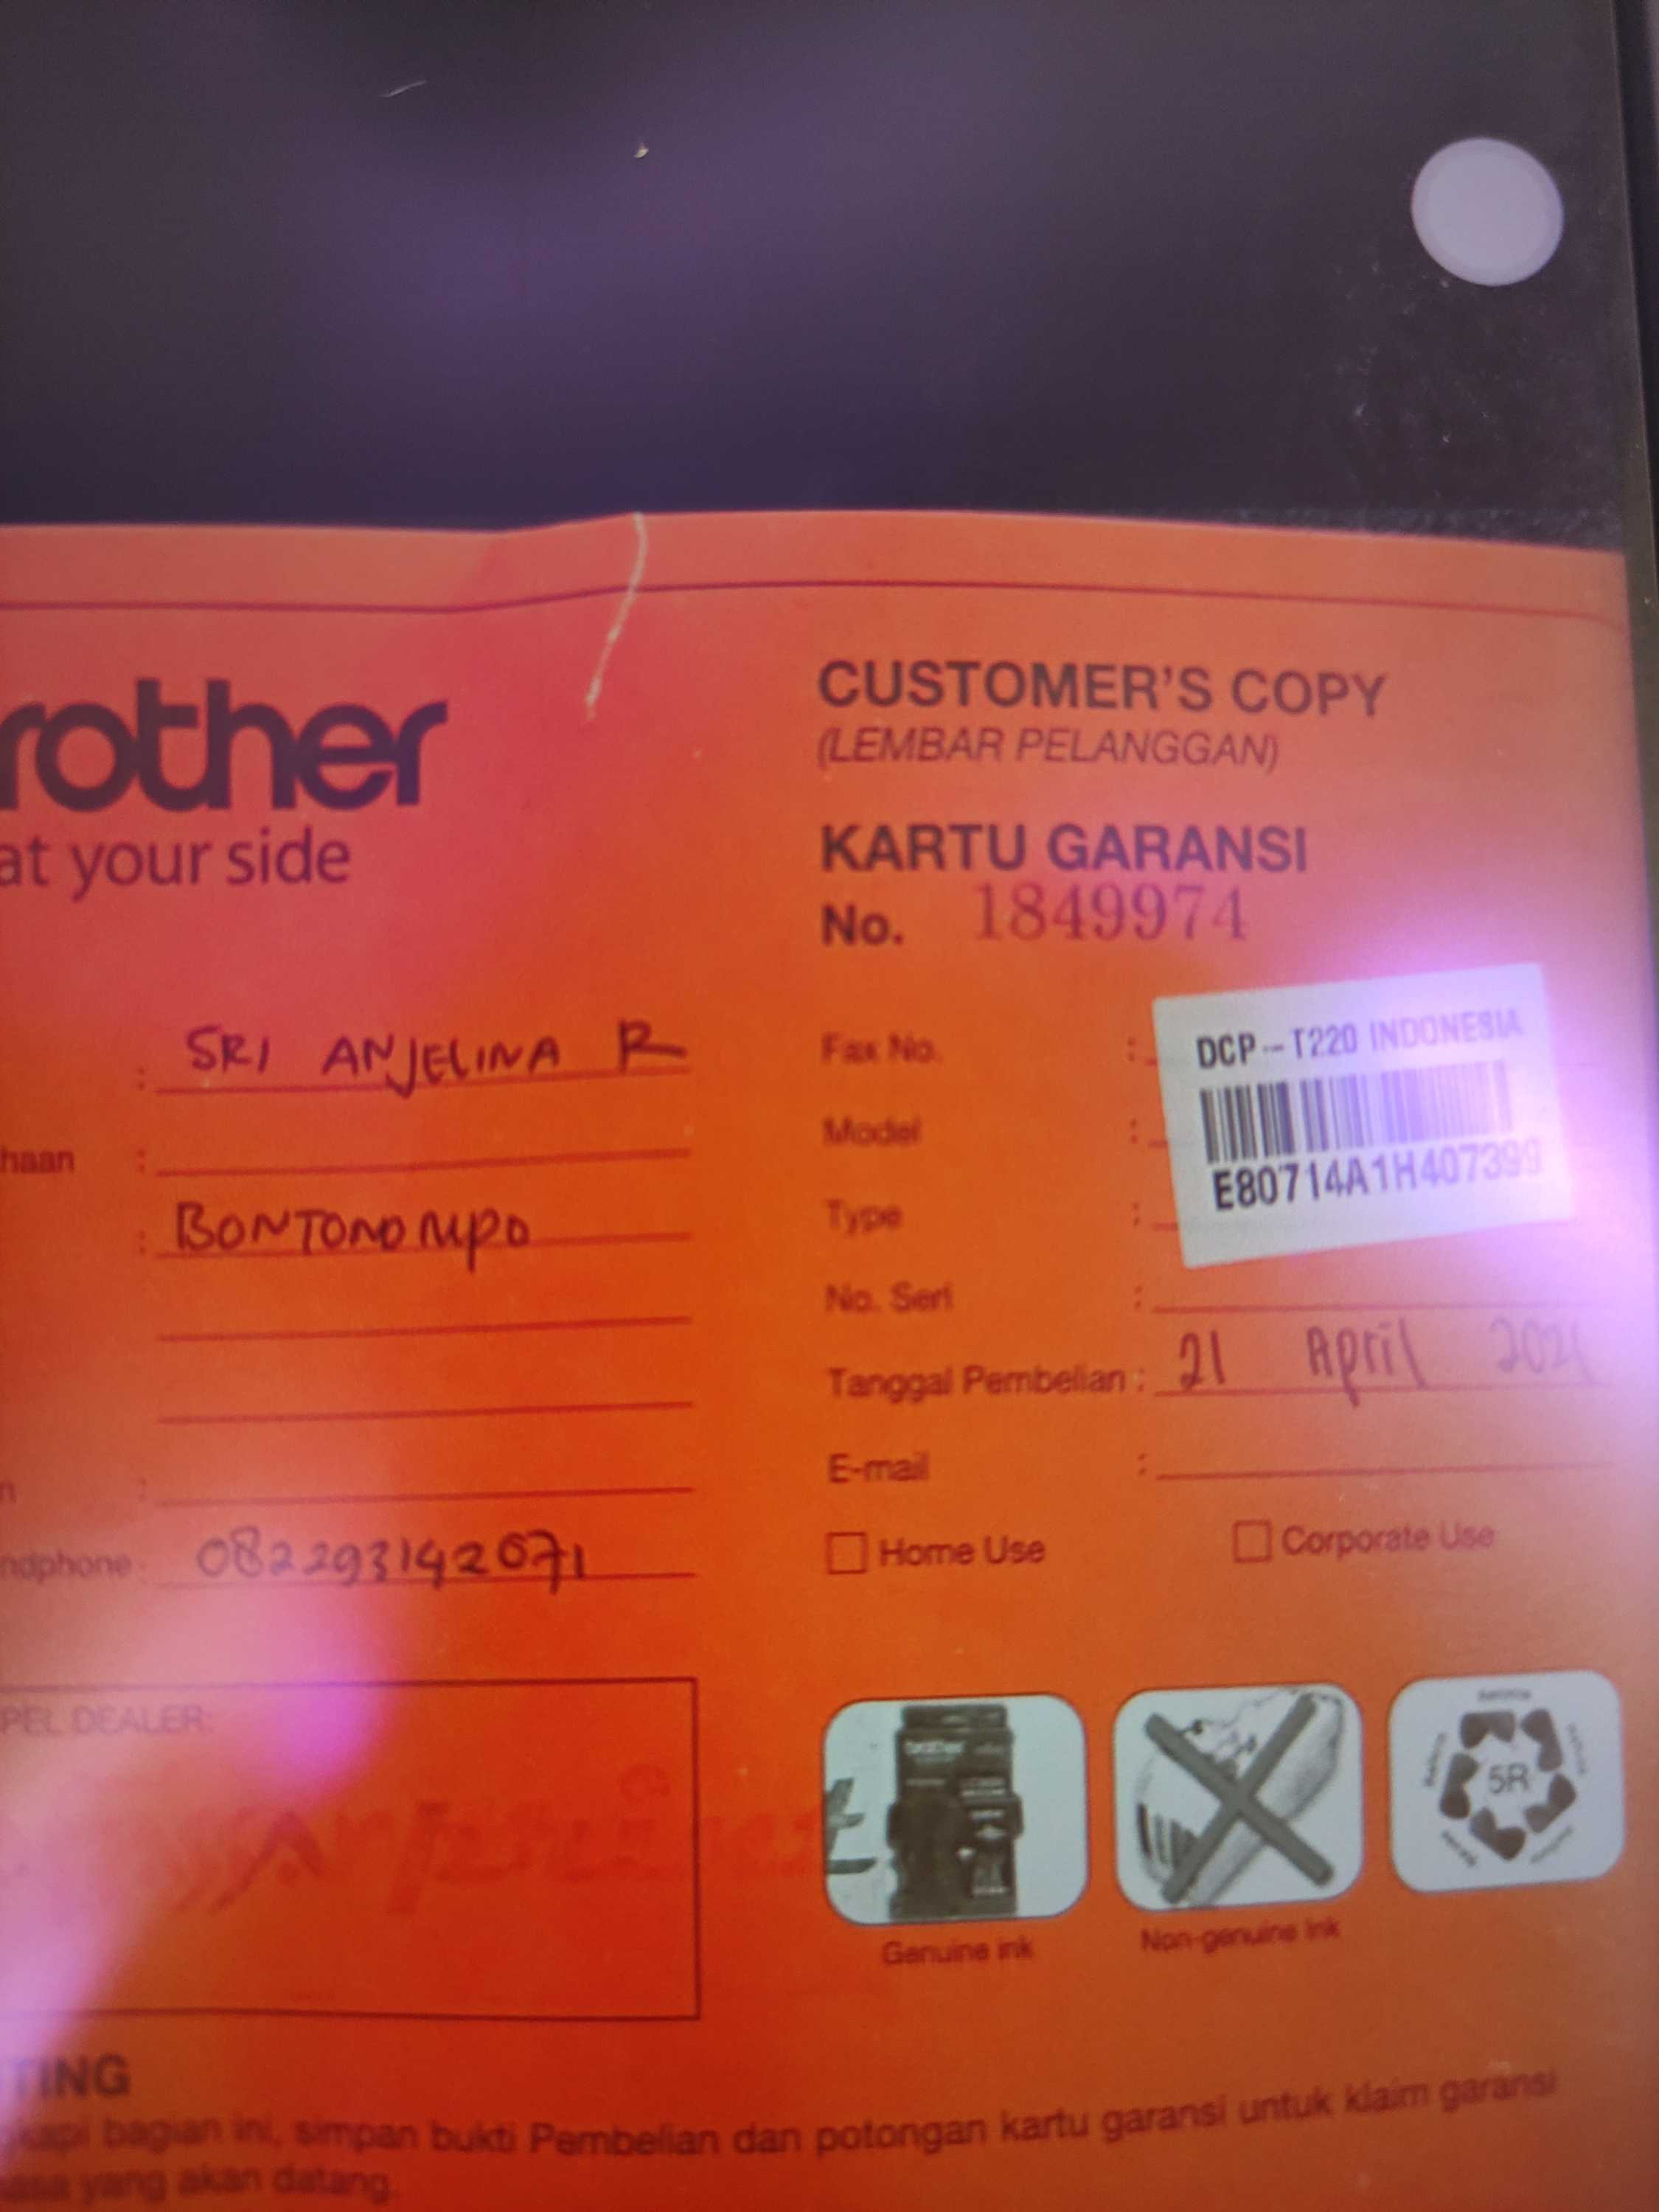 rother
at your side
CUSTOMER'S COPY
(LEMBAR PELANGGAN)
KARTU GARANSI
No. 1849974
: SRI ANJELINA R
haan :
: BONTONOMPO
n :
ndphone : 082293142071
Fax No. :
Model :
Type :
No. Seri :
DCP-T220 INDONESIA
E80714A1H407399
Tanggal Pembelian : 21 April
E-mail :
Home Use
Corporate Use
PEL DEALER:
brother
5R
Genuine ink
Non-genuine ink
TING
kapi bagian ini, simpan bukti Pembelian dan potongan kartu garansi untuk klaim garansi
asa yang akan datang.